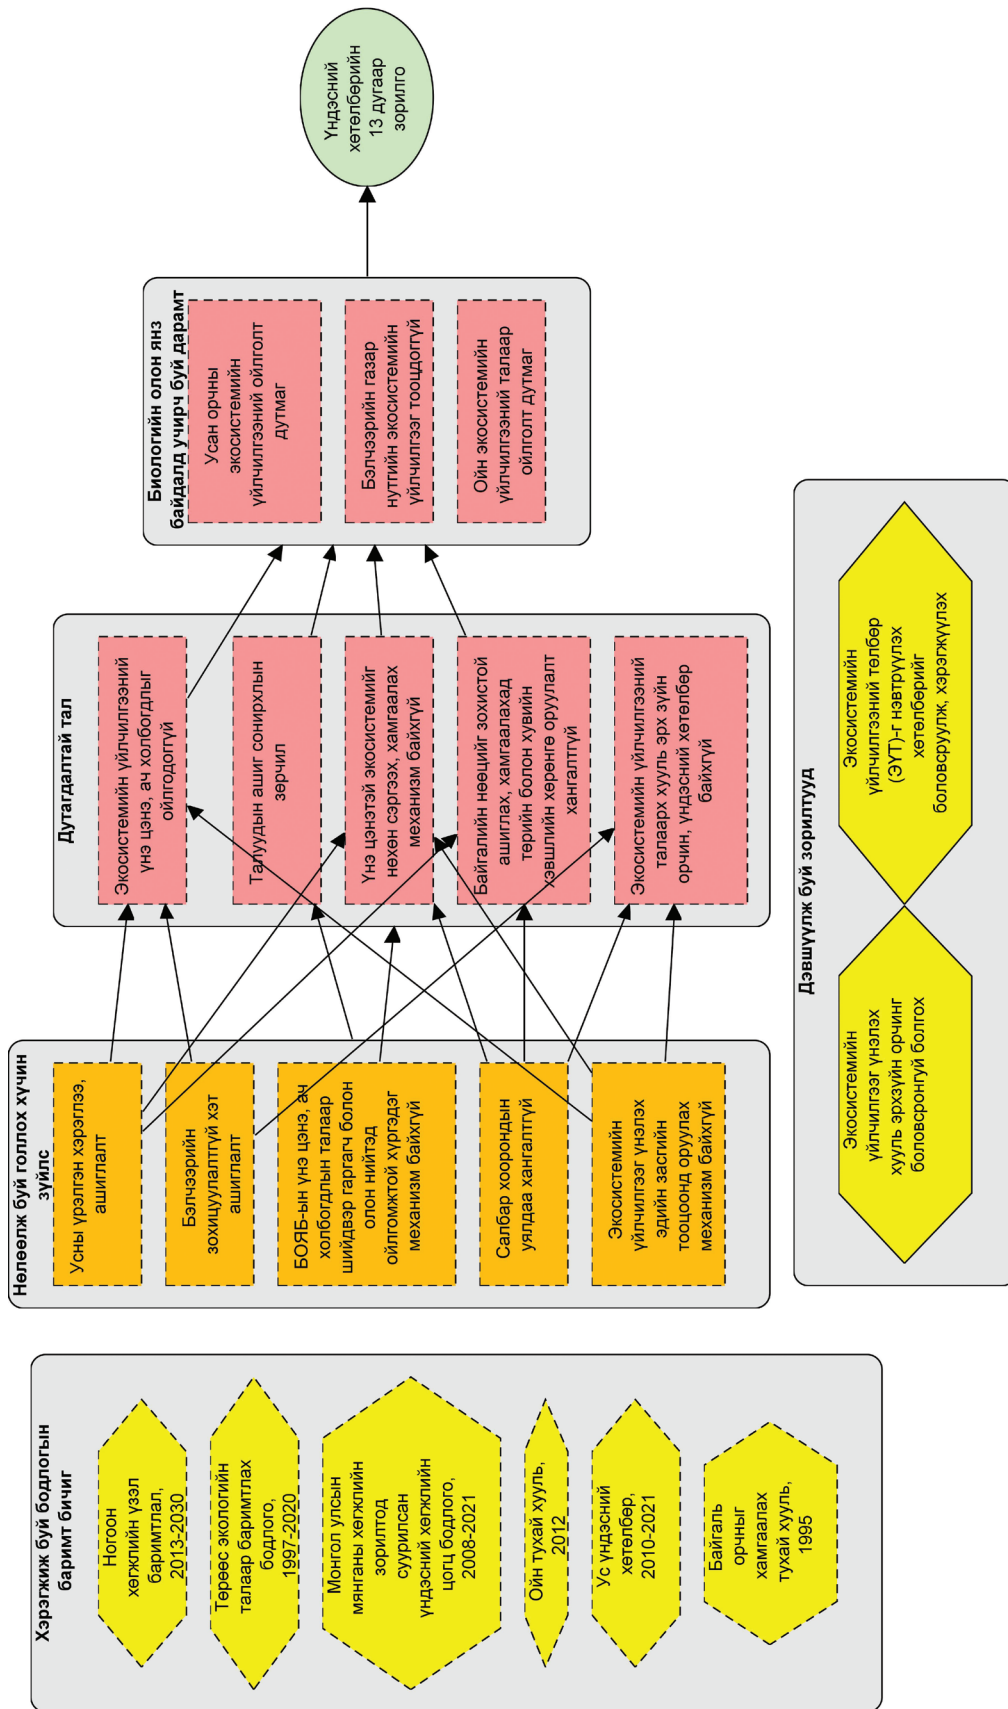 Хэрэгжиж буй бодлогын
баримт бичиг
Ногоон
хөгжлийн үзэл
баримтлал,
2013-2030
Төрөөс экологийн
талаар баримтлах
бодлого,
1997-2020
Монгол улсын
мянганы хөгжлийн
зорилтод
суурилсан
үндэсний хөгжлийн
цогц бодлого,
2008-2021
Ойн тухай хууль,
2012
Ус үндэсний
хөтөлбөр,
2010-2021
Байгаль
орчныг
хамгаалах
тухай хууль,
1995
Нөлөөлж буй голлох хүчин
зүйлс
Усны үрэлгэн хэрэглээ,
ашиглалт
Бэлчээрийн
зохицуулалтгүй хэт
ашиглалт
БОЯБ-ын үнэ цэнэ, ач
холбогдлын талаар
шийдвэр гаргагч болон
олон нийтэд
ойлгомжтой хүргэдэг
механизм байхгүй
Салбар хоорондын
уялдаа хангалтгүй
Экосистемийн
үйлчилгээг үнэлэх
эдийн засгийн
тооцоонд оруулах
механизм байхгүй
Дутагдалтай тал
Экосистемийн үйлчилгээний
үнэ цэнэ, ач холбогдлыг
ойлгодоггүй
Талуудын ашиг сонирхлын
зөрчил
Үнэ цэнэтэй экосистемийг
нөхөн сэргээх, хамгаалах
механизм байхгүй
Байгалийн нөөцийг зохистой
ашиглах, хамгаалахад
төрийн болон хувийн
хэвшлийн хөрөнгө оруулалт
хангалтгүй
Экосистемийн үйлчилгээний
талаарх хууль эрх зүйн
орчин, үндэсний хөтөлбөр
байхгүй
Биологийн олон янз
байдалд учирч буй дарамт
Усан орчны
экосистемийн
үйлчилгээний ойлголт
дутмаг
Бэлчээрийн газар
нутгийн экосистемийн
үйлчилгээг тооцдоггүй
Ойн экосистемийн
үйлчилгээний талаар
ойлголт дутмаг
Үндэсний
хөтөлбөрийн
13 дугаар
зорилго
Дэвшүүлж буй зорилтууд
Экосистемийн
үйлчилгээг үнэлэх
хууль эрхзүйн орчинг
боловсронгуй болгох
Экосистемийн
үйлчилгээний төлбөр
(ЭҮТ)-г нэвтрүүлэх
хөтөлбөрийг
боловсруулж, хэрэгжүүлэх